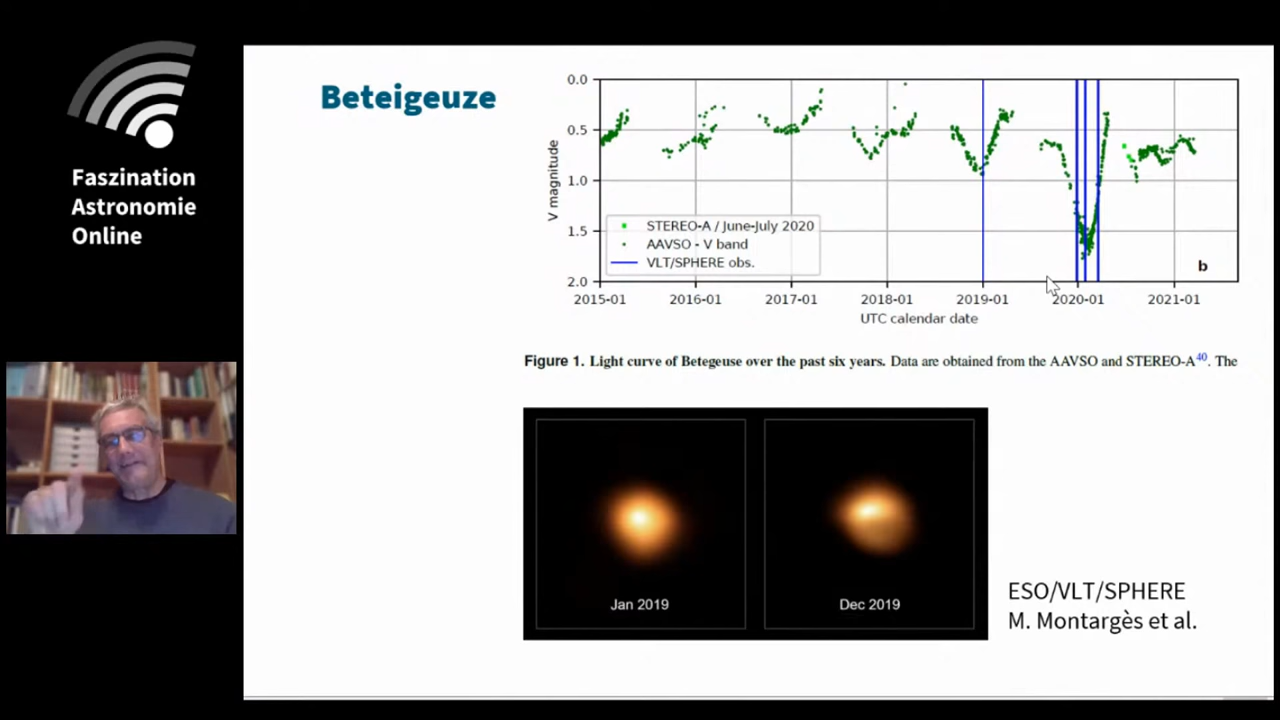 Faszination
Astronomie
Online
Beteigeuze
0.0
0.5
1.0
1.5
2.0
V magnitude
STEREO-A / June-July 2020
AAVSO - V band
VLT/SPHERE obs.
b
2015-01 2016-01 2017-01 2018-01 2019-01 2020-01 2021-01
UTC calendar date
Figure 1. Light curve of Betegeuse over the past six years. Data are obtained from the AAVSO and STEREO-A40. The
Jan 2019
Dec 2019
ESO/VLT/SPHERE
M. Montargès et al.